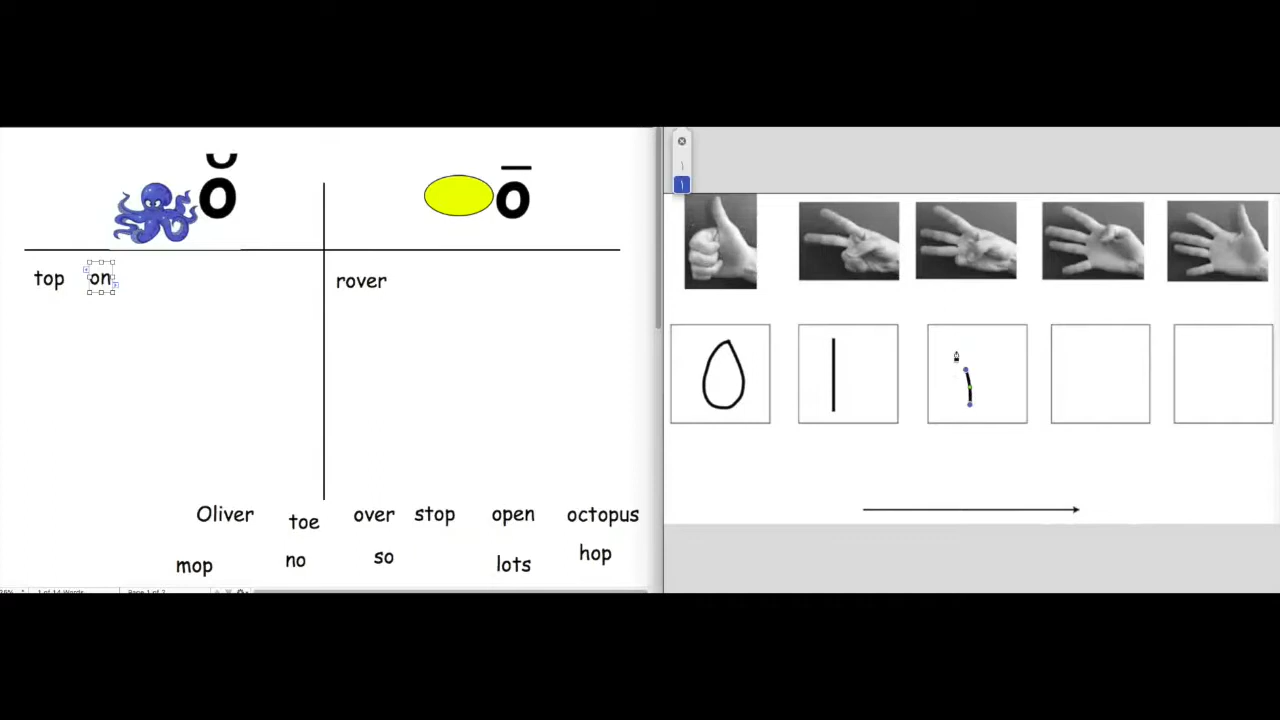 ŏ ō
top on rover
Oliver toe over stop open octopus
mop no so lots hop
O l ı